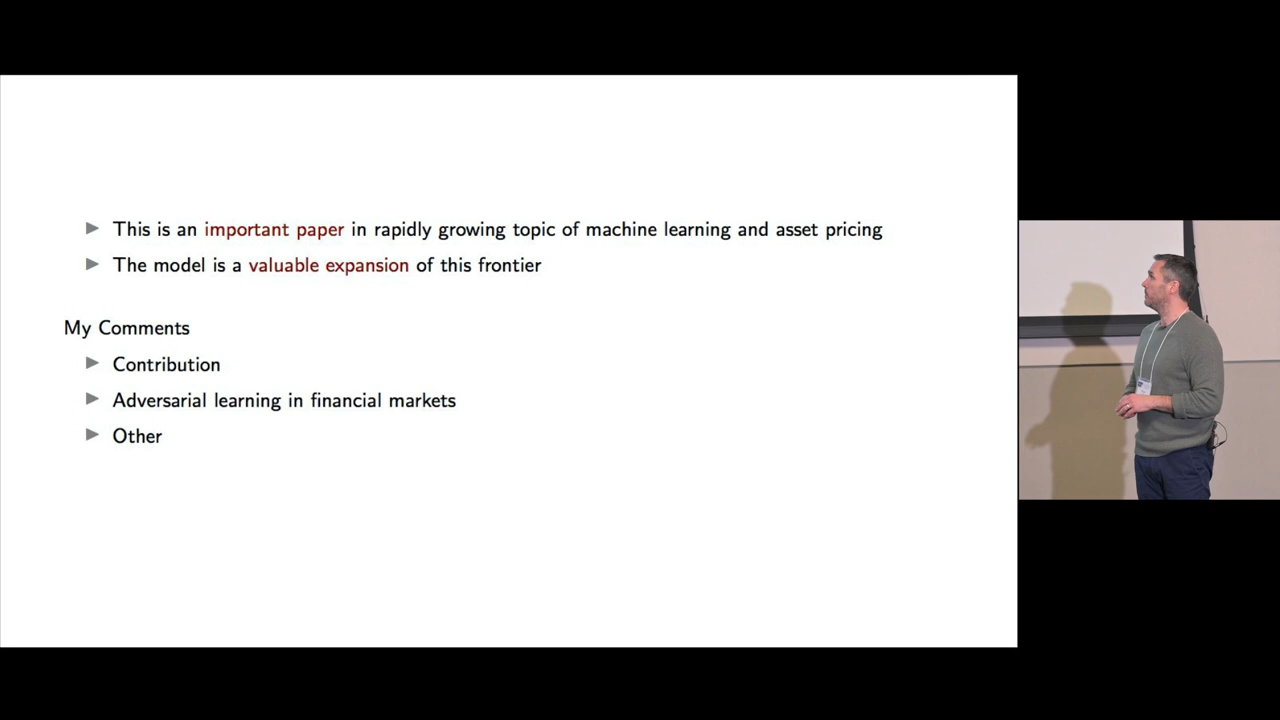 This is an important paper in rapidly growing topic of machine learning and asset pricing
The model is a valuable expansion of this frontier
My Comments
Contribution
Adversarial learning in financial markets
Other